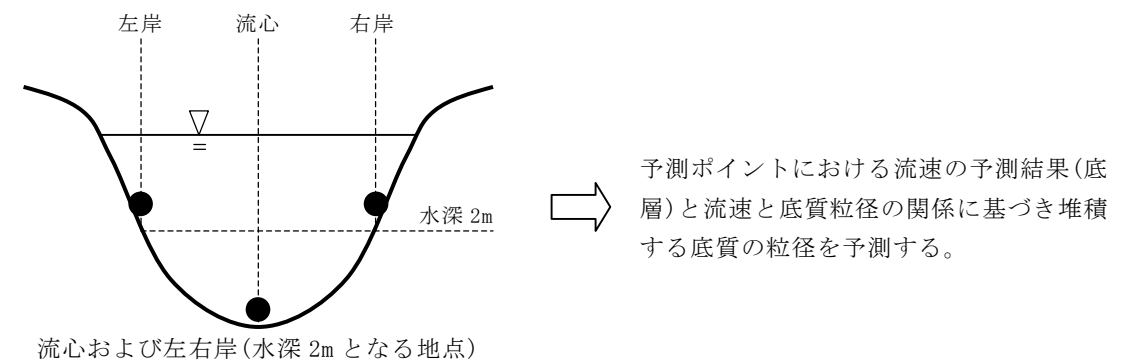 左岸 流心 右岸
水深 2m
流心および左右岸(水深 2m となる地点)
予測ポイントにおける流速の予測結果(底
層)と流速と底質粒径の関係に基づき堆積
する底質の粒径を予測する。